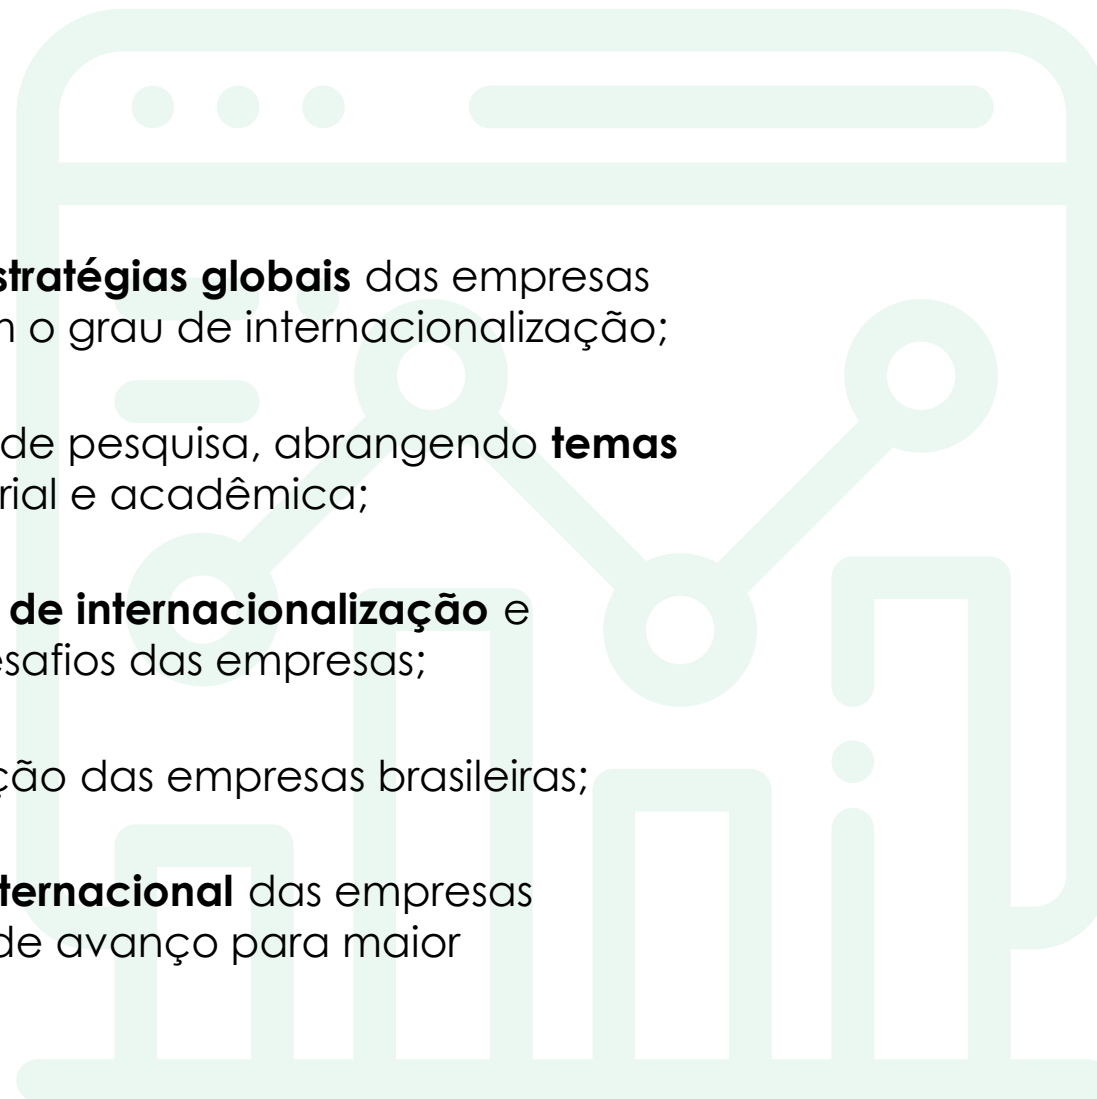 stratégias globais das empresas
o grau de internacionalização;
de pesquisa, abrangendo temas
rial e acadêmica;
de internacionalização e
safios das empresas;
ção das empresas brasileiras;
ternacional das empresas
de avanço para maior